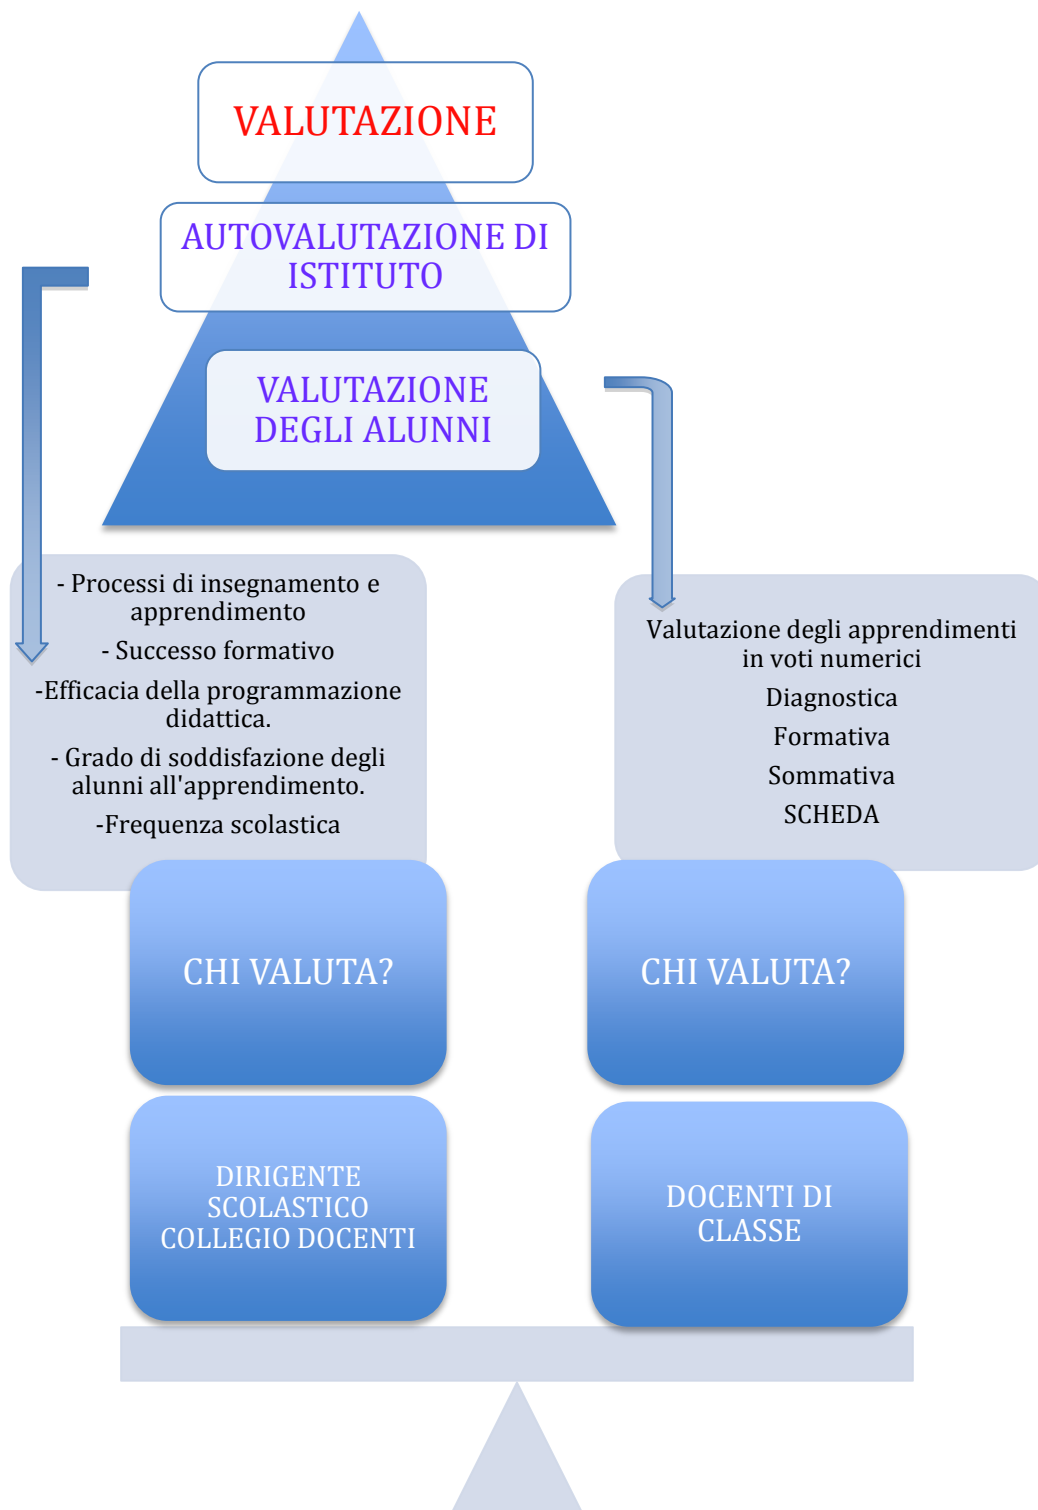 VALUTAZIONE
AUTOVALUTAZIONE DI
ISTITUTO
VALUTAZIONE
DEGLI ALUNNI
- Processi di insegnamento e
apprendimento
- Successo formativo
-Efficacia della programmazione
didattica.
- Grado di soddisfazione degli
alunni all'apprendimento.
-Frequenza scolastica
Valutazione degli apprendimenti
in voti numerici
Diagnostica
Formativa
Sommativa
SCHEDA
CHI VALUTA?
CHI VALUTA?
DIRIGENTE
SCOLASTICO
COLLEGIO DOCENTI
DOCENTI DI
CLASSE